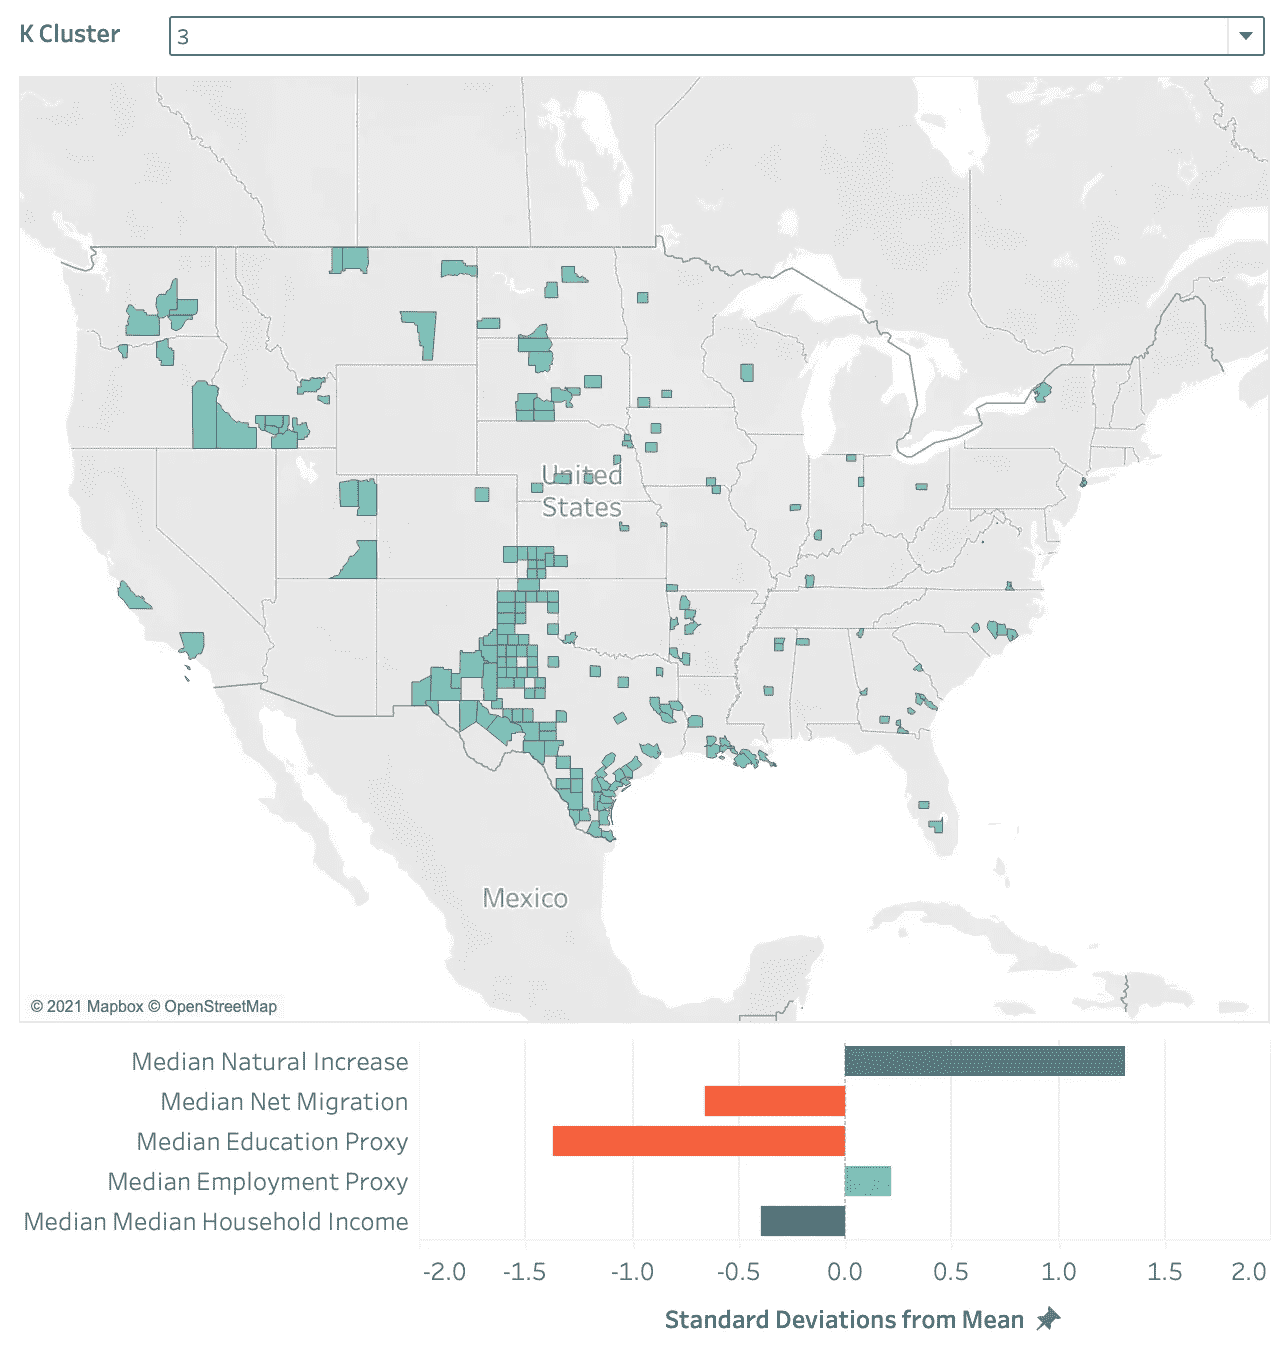 K Cluster
3
United
States
Mexico
© 2021 Mapbox © OpenStreetMap
Median Natural Increase
Median Net Migration
Median Education Proxy
Median Employment Proxy
Median Median Household Income
-2.0 -1.5 -1.0 -0.5 0.0 0.5 1.0 1.5 2.0
Standard Deviations from Mean